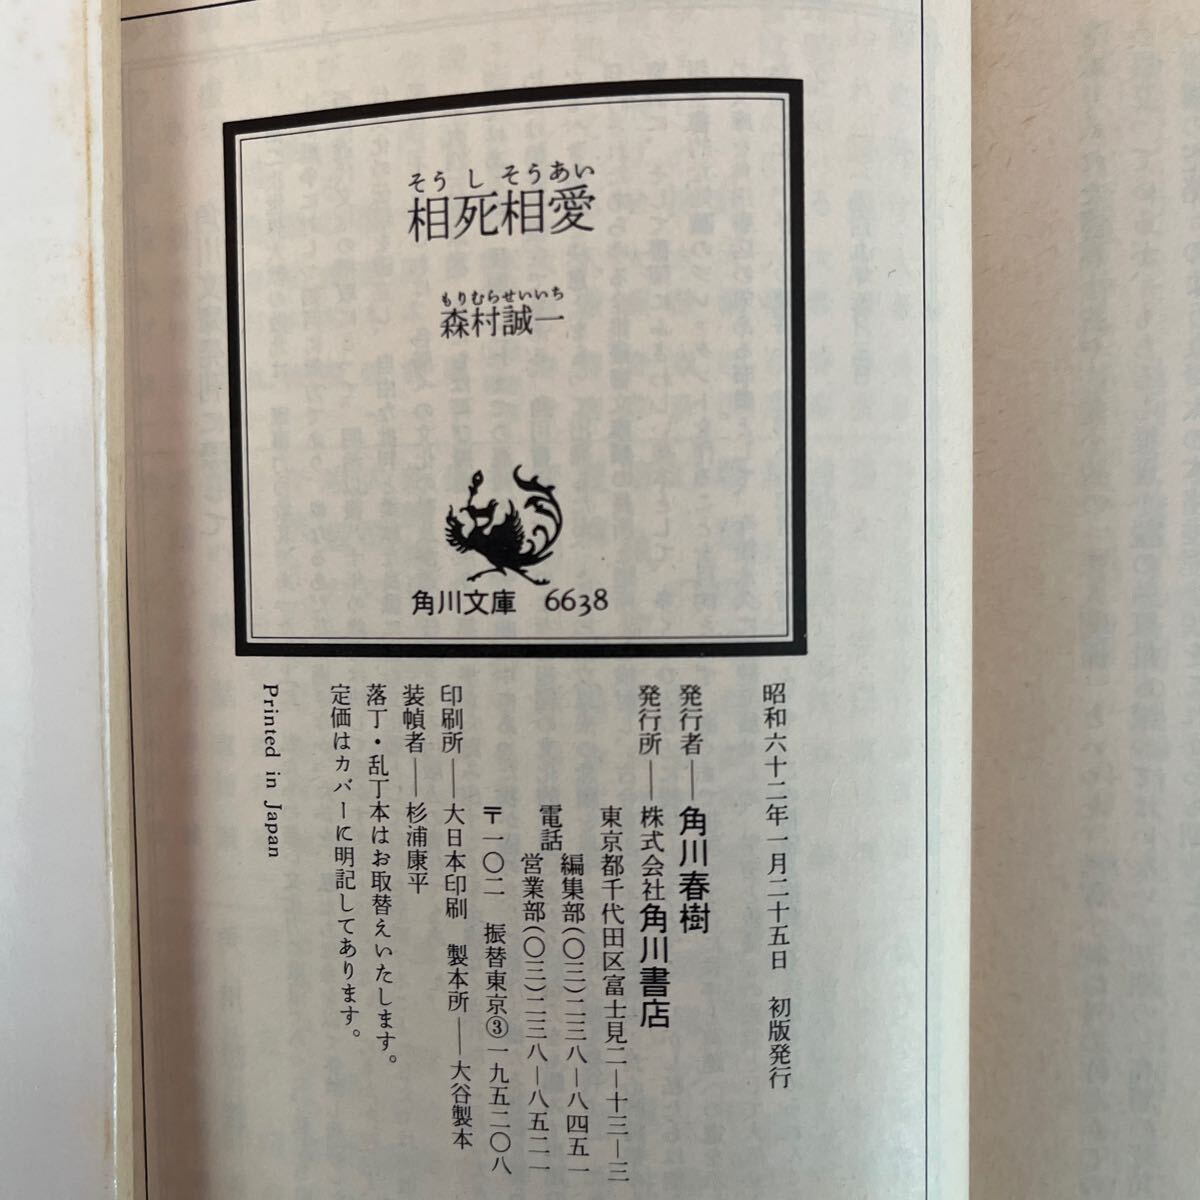 そうしそうあい
相死相愛
もりむらせいいち
森村誠一
角川文庫 6638
昭和六十二年一月二十五日 初版発行
発行者――角川春樹
発行所――株式会社角川書店
東京都千代田区富士見二―十三―三
電話 編集部(〇三)二三八―八四五一
営業部(〇三)二三八―八五二一
〒一〇二 振替東京③一九五二〇八
印刷所――大日本印刷 製本所――大谷製本
装幀者――杉浦康平
落丁・乱丁本はお取替えいたします。
定価はカバーに明記してあります。
Printed in Japan